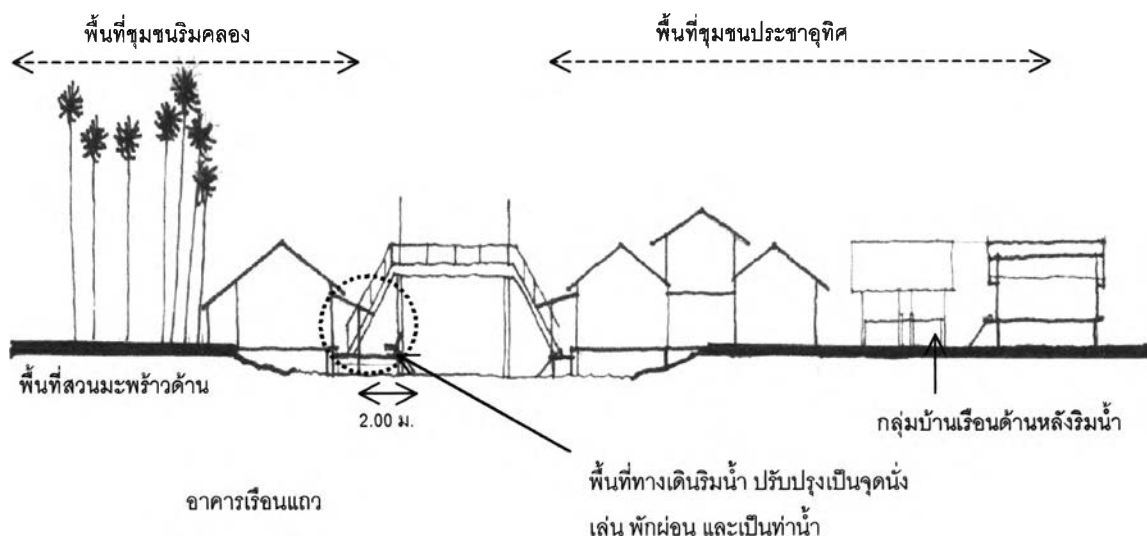 พื้นที่ชุมชนริมคลอง
พื้นที่ชุมชนประชาอุทิศ
พื้นที่สวนมะพร้าวด้าน
2.00 ม.
กลุ่มบ้านเรือนด้านหลังริมน้ำ
พื้นที่ทางเดินริมน้ำ ปรับปรุงเป็นจุดนั่ง
เล่น พักผ่อน และเป็นท่าน้ำ
อาคารเรือนแถว